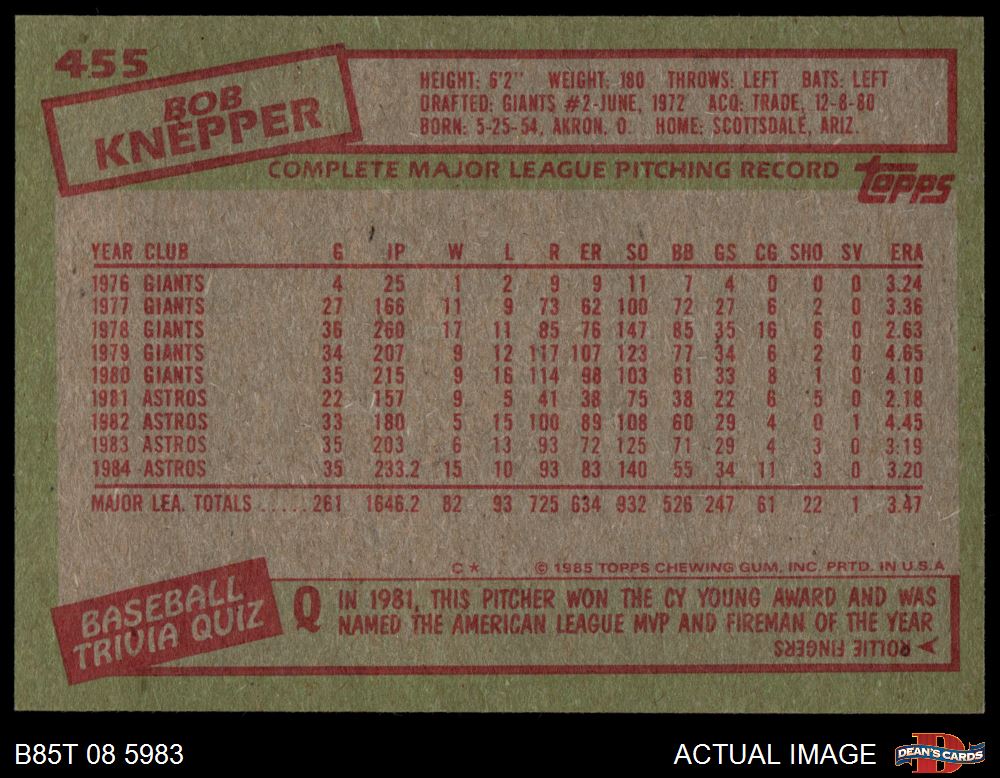 455
BOB
KNEPPER
HEIGHT: 6'2" WEIGHT: 180 THROWS: LEFT BATS: LEFT
DRAFTED: GIANTS #2-JUNE, 1972 ACQ: TRADE, 12-8-80
BORN: 5-25-54, AKRON, O. HOME: SCOTTSDALE, ARIZ.
COMPLETE MAJOR LEAGUE PITCHING RECORD
Topps
YEAR CLUB G IP W L R ER SO BB GS CG SHO SV ERA
1976 GIANTS 4 25 1 2 9 9 11 7 4 0 0 0 3.24
1977 GIANTS 27 166 11 9 73 62 100 72 27 6 2 0 3.36
1978 GIANTS 36 260 17 11 85 76 147 85 35 16 6 0 2.63
1979 GIANTS 34 207 9 12 117 107 123 77 34 6 2 0 4.65
1980 GIANTS 35 215 9 16 114 98 103 61 33 8 1 0 4.10
1981 ASTROS 22 157 9 5 41 38 75 38 22 6 5 0 2.18
1982 ASTROS 33 180 5 15 100 89 108 60 29 4 0 1 4.45
1983 ASTROS 35 203 6 13 93 72 125 71 29 4 3 0 3.19
1984 ASTROS 35 233.2 15 10 93 83 140 55 34 11 3 0 3.20
MAJOR LEA. TOTALS ..... 261 1646.2 82 93 725 634 932 526 247 61 22 1 3.47
C* © 1985 TOPPS CHEWING GUM, INC. PRTD. IN U.S.A
BASEBALL
TRIVIA QUIZ
Q IN 1981, THIS PITCHER WON THE CY YOUNG AWARD AND WAS
NAMED THE AMERICAN LEAGUE MVP AND FIREMAN OF THE YEAR
ROLLIE FINGERS
B85T 08 5983
ACTUAL IMAGE
D
DEAN'S CARDS